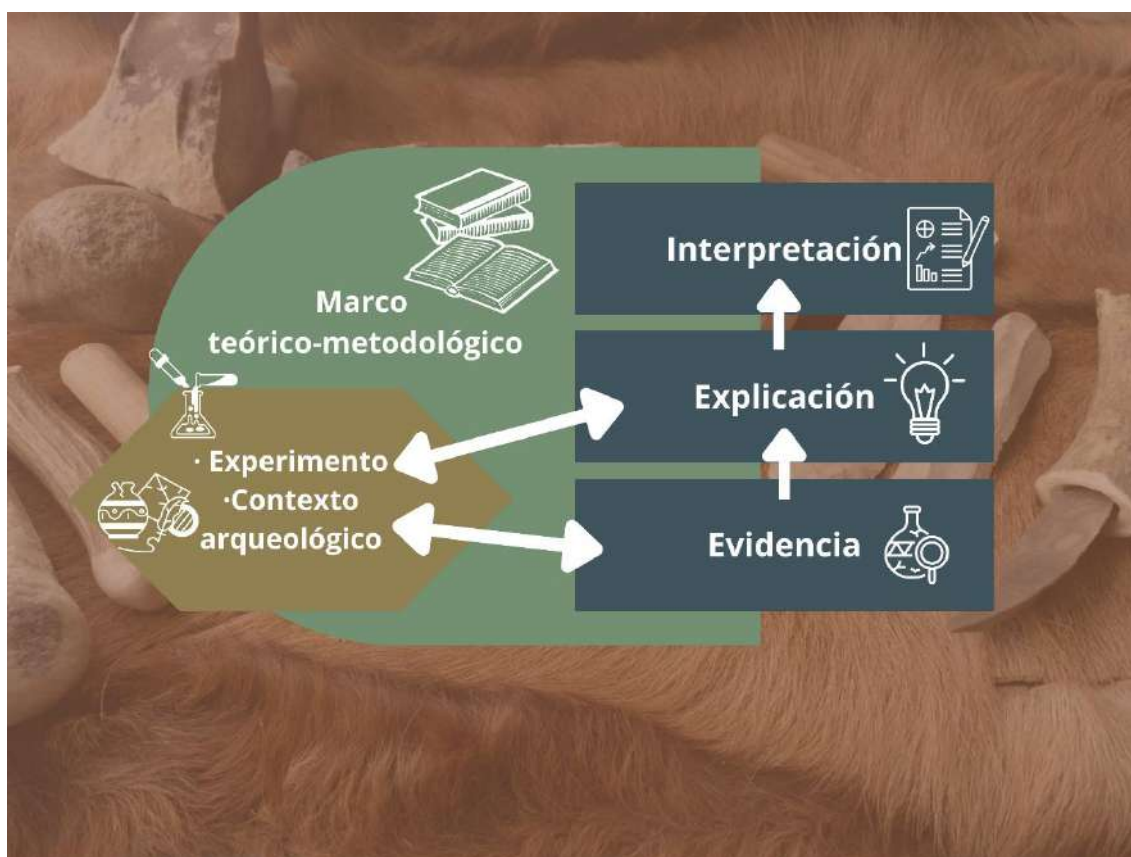 Marco
teórico-metodológico
· Experimento
·Contexto
arqueológico
Interpretación
Explicación
Evidencia